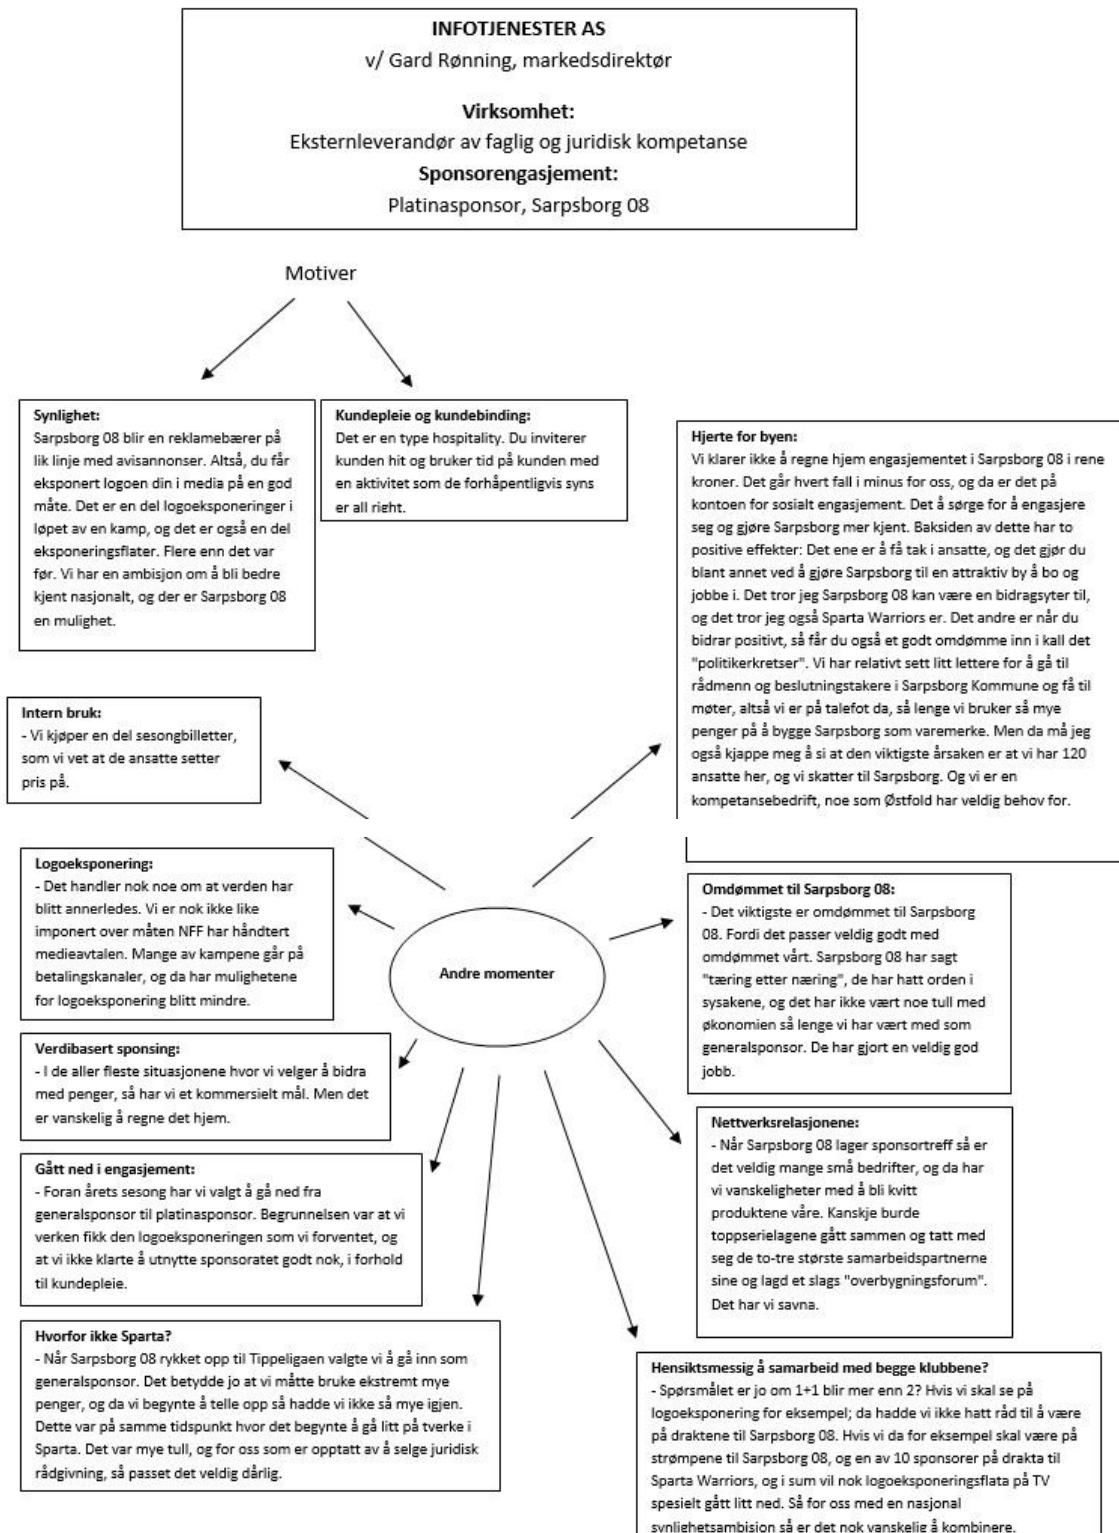 INFOTJENESTER AS
v/ Gard Rønning, markedsdirektør
Virksomhet:
Eksternleverandør av faglig og juridisk kompetanse
Sponsorengasjement:
Platinasponsor, Sarpsborg 08
Motiver
Synlighet:
Sarpsborg 08 blir en reklamebærer på
lik linje med avisannonser. Altså, du får
eksponert logoen din i media på en god
måte. Det er en del logoeksponeringer i
løpet av en kamp, og det er også en del
eksponeringsflater. Flere enn det var
før. Vi har en ambisjon om å bli bedre
kjent nasjonalt, og der er Sarpsborg 08
en mulighet.
Kundepleie og kundebinding:
Det er en type hospitality. Du inviterer
kunden hit og bruker tid på kunden med
en aktivitet som de forhåpentligvis syns
er all right.
Hjerte for byen:
Vi klarer ikke å regne hjem engasjementet i Sarpsborg 08 i rene
kroner. Det går hvert fall i minus for oss, og da er det på
kontoen for sosialt engasjement. Det å sørge for å engasjere
seg og gjøre Sarpsborg mer kjent. Baksiden av dette har to
positive effekter: Det ene er å få tak i ansatte, og det gjør du
blant annet ved å gjøre Sarpsborg til en attraktiv by å bo og
jobbe i. Det tror jeg Sarpsborg 08 kan være en bidragsyter til,
og det tror jeg også Sparta Warriors er. Det andre er når du
bidrar positivt, så får du også et godt omdømme inn i kall det
"politikerkretser". Vi har relativt sett litt lettere for å gå til
rådmenn og beslutningstakere i Sarpsborg Kommune og få til
møter, altså vi er på talefot da, så lenge vi bruker så mye
penger på å bygge Sarpsborg som varemerke. Men da må jeg
også kjappe meg å si at den viktigste årsaken er at vi har 120
ansatte her, og vi skatter til Sarpsborg. Og vi er en
kompetansebedrift, noe som Østfold har veldig behov for.
Intern bruk:
- Vi kjøper en del sesongbilletter,
som vi vet at de ansatte setter
pris på.
Logoeksponering:
- Det handler nok noe om at verden har
blitt annerledes. Vi er nok ikke like
imponert over måten NFF har håndtert
medieavtalen. Mange av kampene går på
betalingskanaler, og da har mulighetene
for logoeksponering blitt mindre.
Andre momenter
Omdømmet til Sarpsborg 08:
- Det viktigste er omdømmet til Sarpsborg
08. Fordi det passer veldig godt med
omdømmet vårt. Sarpsborg 08 har sagt
"tæring etter næring", de har hatt orden i
sysakene, og det har ikke vært noe tull med
økonomien så lenge vi har vært med som
generalsponsor. De har gjort en veldig god
jobb.
Verdibasert sponsing:
- I de aller fleste situasjonene hvor vi velger å bidra
med penger, så har vi et kommersielt mål. Men det
er vanskelig å regne det hjem.
Nettverksrelasjonene:
- Når Sarpsborg 08 lager sponsortreff så er
det veldig mange små bedrifter, og da har
vi vanskeligheter med å bli kvitt
produktene våre. Kanskje burde
toppserielagene gått sammen og tatt med
seg de to-tre største samarbeidspartnerne
sine og lagd et slags "overbygningsforum".
Det har vi savna.
Gått ned i engasjement:
- Foran årets sesong har vi valgt å gå ned fra
generalsponsor til platinasponsor. Begrunnelsen var at vi
verken fikk den logoeksponeringen som vi forventet, og
at vi ikke klarte å utnytte sponsoratet godt nok, i forhold
til kundepleie.
Hvorfor ikke Sparta?
- Når Sarpsborg 08 rykket opp til Tippeligaen valgte vi å gå inn som
generalsponsor. Det betydde jo at vi måtte bruke ekstremt mye
penger, og da vi begynte å telle opp så hadde vi ikke så mye igjen.
Dette var på samme tidspunkt hvor det begynte å gå litt på tverke i
Sparta. Det var mye tull, og for oss som er opptatt av å selge juridisk
rådgivning, så passet det veldig dårlig.
Hensiktsmessig å samarbeid med begge klubbene?
- Spørsmålet er jo om 1+1 blir mer enn 2? Hvis vi skal se på
logoeksponering for eksempel; da hadde vi ikke hatt råd til å være
på draktene til Sarpsborg 08. Hvis vi da for eksempel skal være på
strømpene til Sarpsborg 08, og en av 10 sponsorer på drakta til
Sparta Warriors, og i sum vil nok logoeksponeringsflata på TV
spesielt gått litt ned. Så for oss med en nasjonal
synlighetsambisjon så er det nok vanskelig å kombinere.